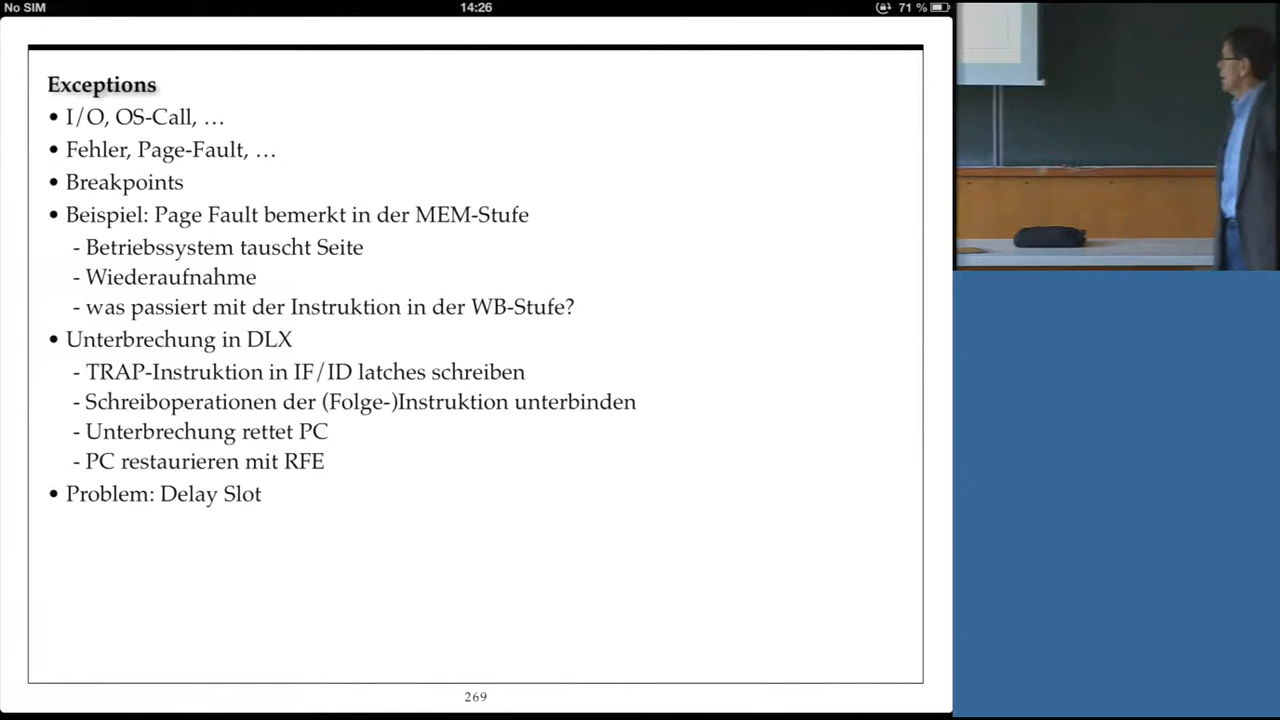 No SIM 14:26 71 %
Exceptions
• I/O, OS-Call, …
• Fehler, Page-Fault, …
• Breakpoints
• Beispiel: Page Fault bemerkt in der MEM-Stufe
- Betriebssystem tauscht Seite
- Wiederaufnahme
- was passiert mit der Instruktion in der WB-Stufe?
• Unterbrechung in DLX
- TRAP-Instruktion in IF/ID latches schreiben
- Schreiboperationen der (Folge-)Instruktion unterbinden
- Unterbrechung rettet PC
- PC restaurieren mit RFE
• Problem: Delay Slot
269